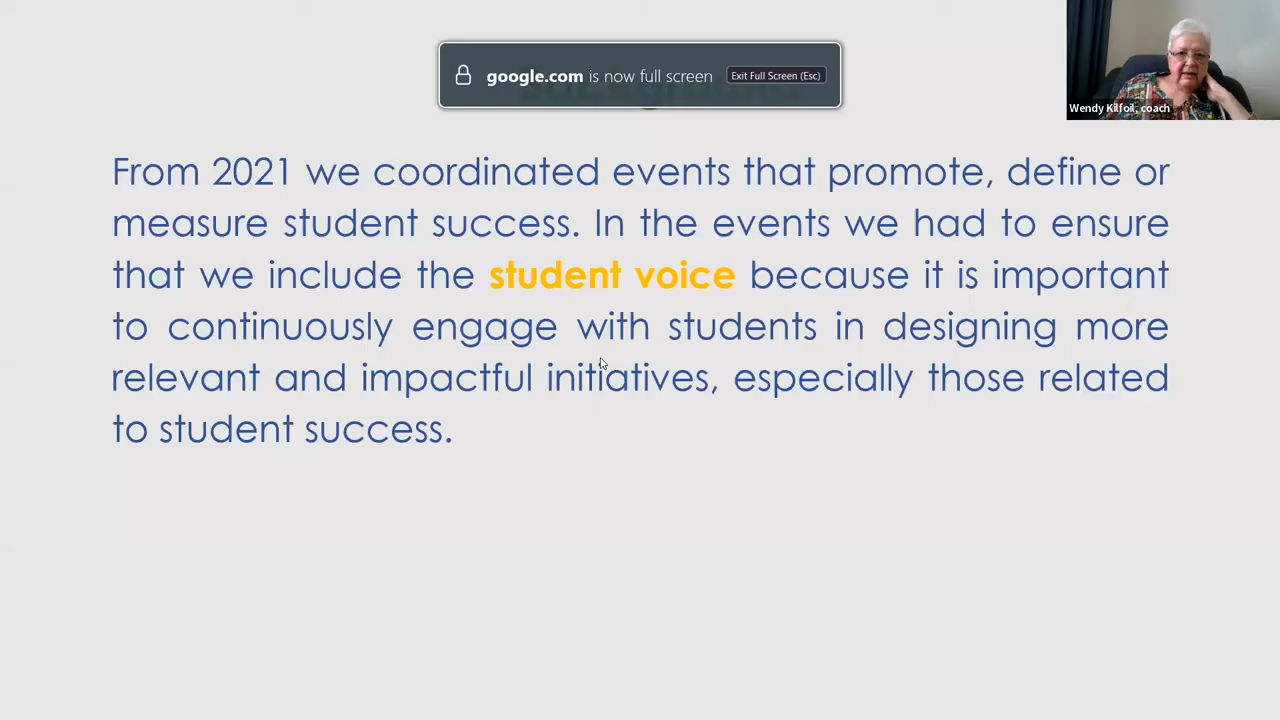 google.com is now full screen Exit Full Screen (Esc)
Wendy Kilfoil, coach
From 2021 we coordinated events that promote, define or
measure student success. In the events we had to ensure
that we include the student voice because it is important
to continuously engage with students in designing more
relevant and impactful initiatives, especially those related
to student success.